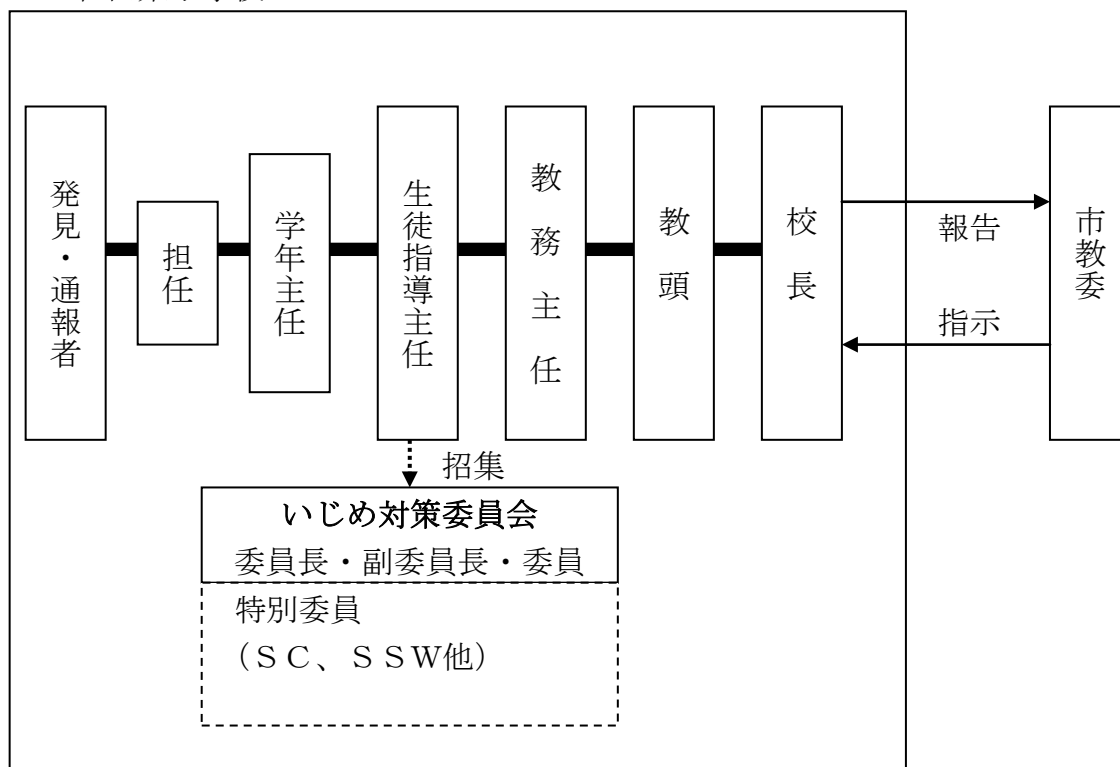 発見・通報者
担任
学年主任
生徒指導主任
教務主任
教頭
校長
報告
指示
市教委
招集
いじめ対策委員会
委員長・副委員長・委員
特別委員
（ＳＣ、ＳＳＷ他）